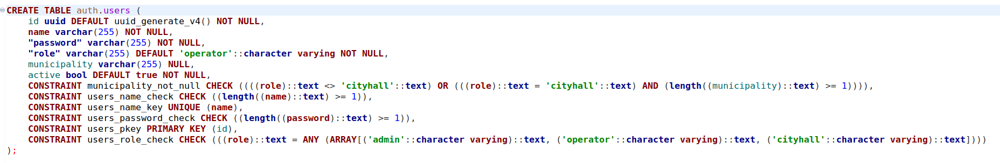 CREATE TABLE auth.users (
    id uuid DEFAULT uuid_generate_v4() NOT NULL,
    name varchar(255) NOT NULL,
    "password" varchar(255) NOT NULL,
    "role" varchar(255) DEFAULT 'operator'::character varying NOT NULL,
    municipality varchar(255) NULL,
    active bool DEFAULT true NOT NULL,
    CONSTRAINT municipality_not_null CHECK ((((role)::text <> 'cityhall'::text) OR (((role)::text = 'cityhall'::text) AND (length((municipality)::text) >= 1)))),
    CONSTRAINT users_name_check CHECK ((length((name)::text) >= 1)),
    CONSTRAINT users_name_key UNIQUE (name),
    CONSTRAINT users_password_check CHECK ((length((password)::text) >= 1)),
    CONSTRAINT users_pkey PRIMARY KEY (id),
    CONSTRAINT users_role_check CHECK (((role)::text = ANY (ARRAY[('admin'::character varying)::text, ('operator'::character varying)::text, ('cityhall'::character varying)::text])))
);